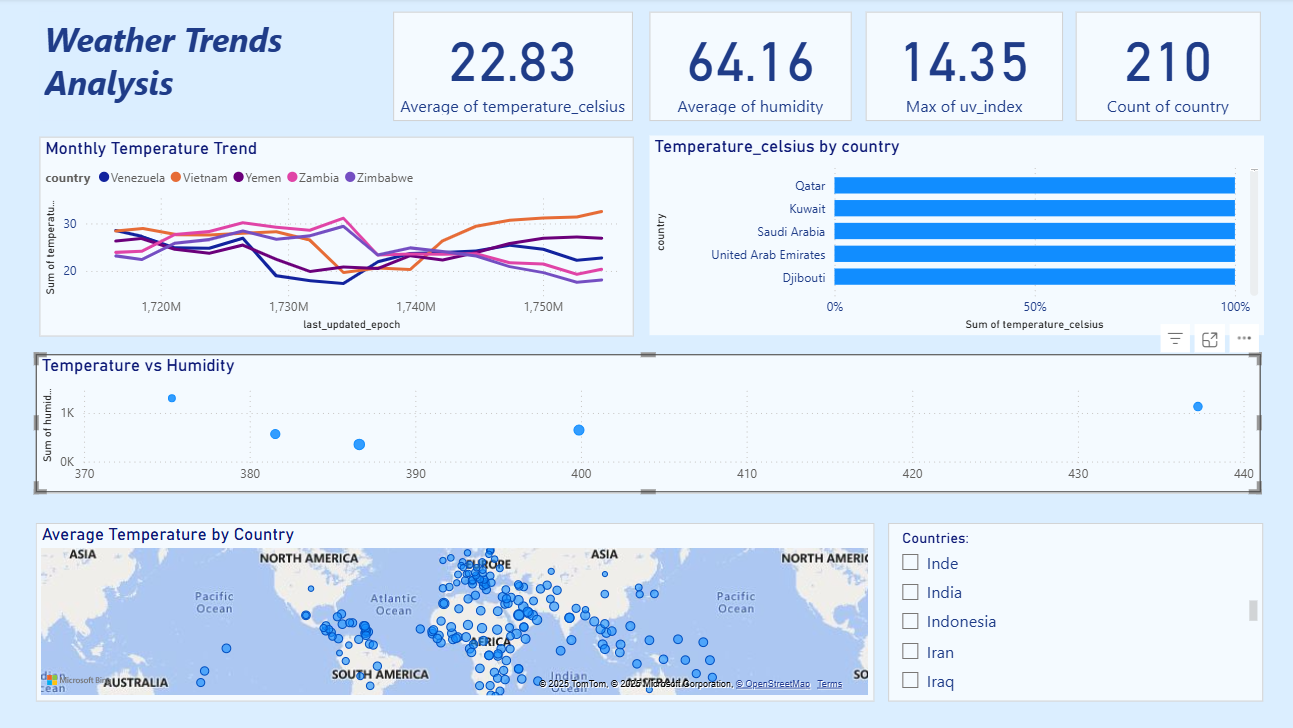 Weather Trends
Analysis
22.83
Average of temperature_celsius
64.16
Average of humidity
14.35
Max of uv_index
210
Count of country
Monthly Temperature Trend
country Venezuela Vietnam Yemen Zambia Zimbabwe
Sum of temperatu...
30
20
1,720M 1,730M 1,740M 1,750M
last_updated_epoch
Temperature_celsius by country
country
Qatar
Kuwait
Saudi Arabia
United Arab Emirates
Djibouti
0% 50% 100%
Sum of temperature_celsius
Temperature vs Humidity
Sum of humid...
1K
0K
370 380 390 400 410 420 430 440
Average Temperature by Country
ASIA NORTH AMERICA EUROPE ASIA NORTH AMERIC
Pacific
Ocean
Atlantic
Ocean
Pacific
Ocean
AFRICA
SOUTH AMERICA
Indian
ean
AUSTRALIA
Microsoft Bin
SO
© 2025 TomTom, © 2025 Microsoft Corporation, © OpenStreetMap Terms
Countries:
Inde
India
Indonesia
Iran
Iraq